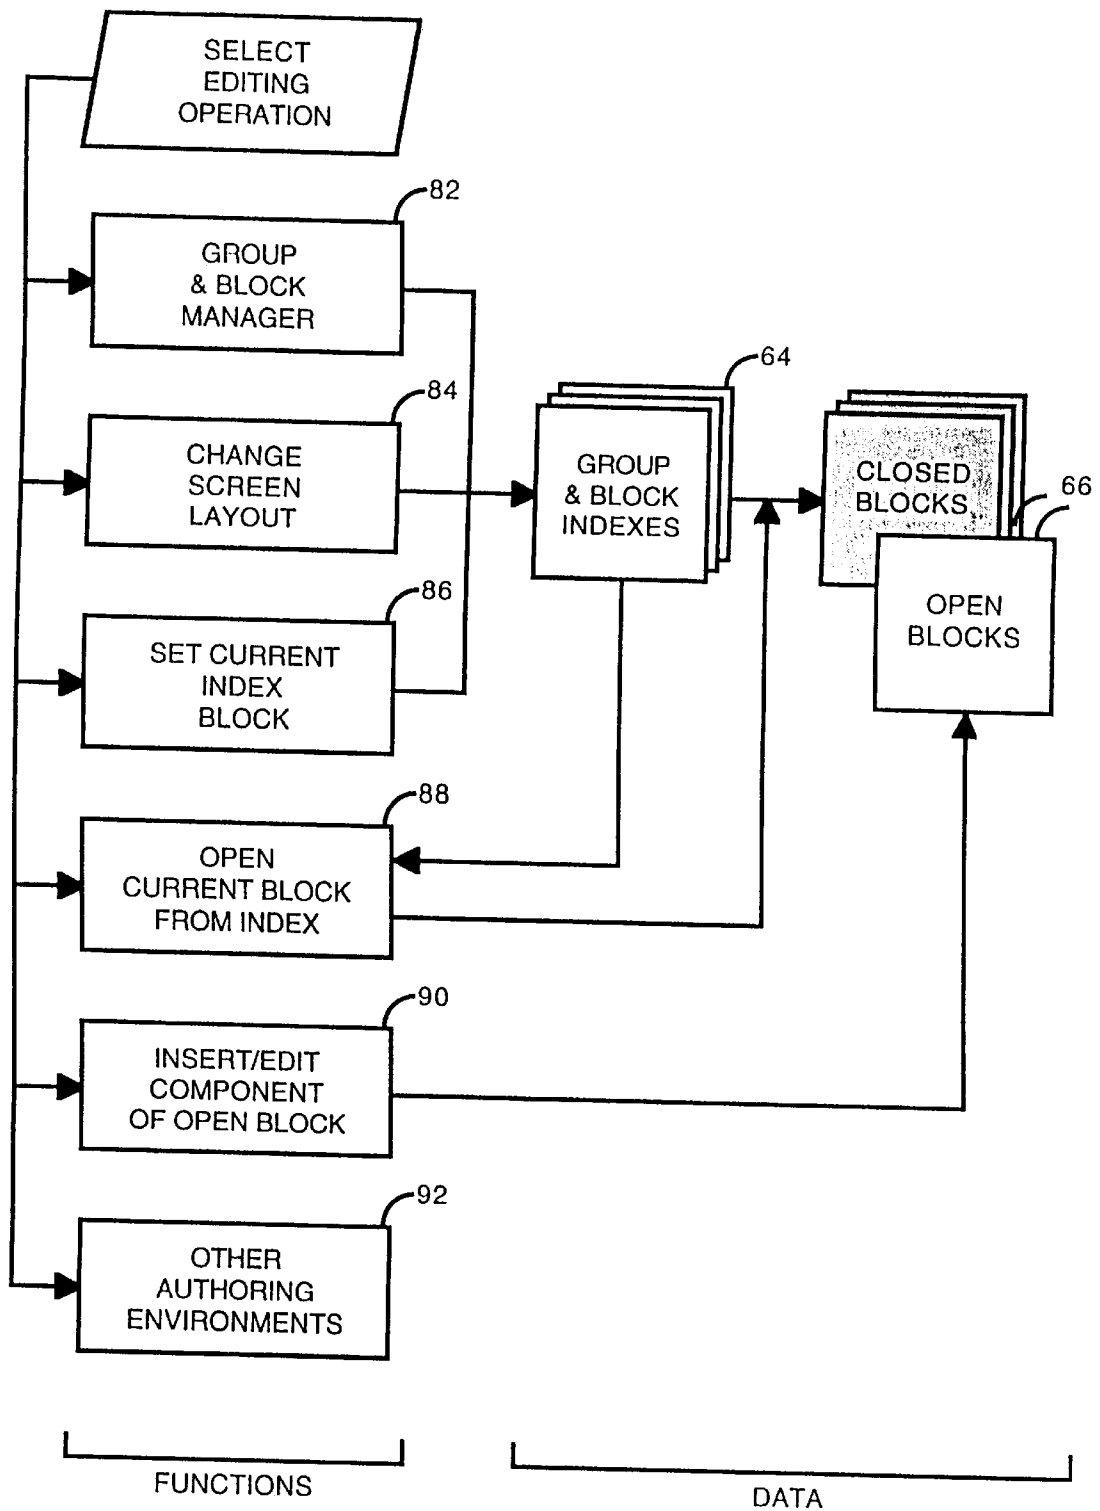 SELECT
EDITING
OPERATION
82
GROUP
& BLOCK
MANAGER
84
CHANGE
SCREEN
LAYOUT
86
SET CURRENT
INDEX
BLOCK
88
OPEN
CURRENT BLOCK
FROM INDEX
90
INSERT/EDIT
COMPONENT
OF OPEN BLOCK
92
OTHER
AUTHORING
ENVIRONMENTS
64
GROUP
& BLOCK
INDEXES
CLOSED
BLOCKS
66
OPEN
BLOCKS
FUNCTIONS
DATA